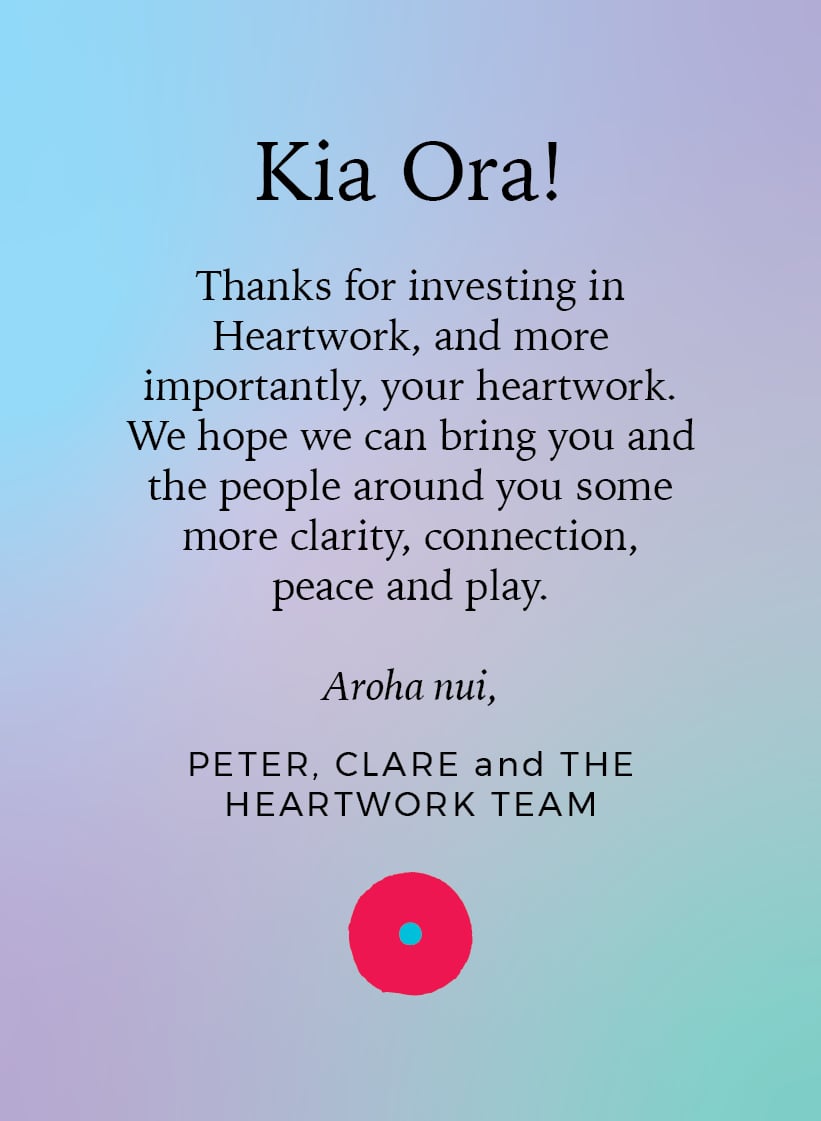 Kia Ora!
Thanks for investing in
Heartwork, and more
importantly, your heartwork.
We hope we can bring you and
the people around you some
more clarity, connection,
peace and play.
Aroha nui,
PETER, CLARE and THE
HEARTWORK TEAM